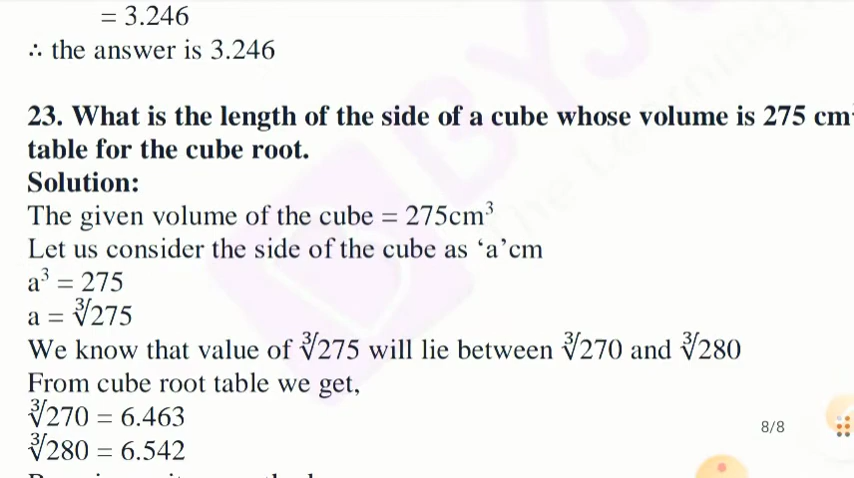 = 3.246
∴ the answer is 3.246
23. What is the length of the side of a cube whose volume is 275 cm
table for the cube root.
Solution:
The given volume of the cube = 275cm³
Let us consider the side of the cube as ‘a’cm
a³ = 275
a = ∛275
We know that value of ∛275 will lie between ∛270 and ∛280
From cube root table we get,
∛270 = 6.463
8/8
∛280 = 6.542